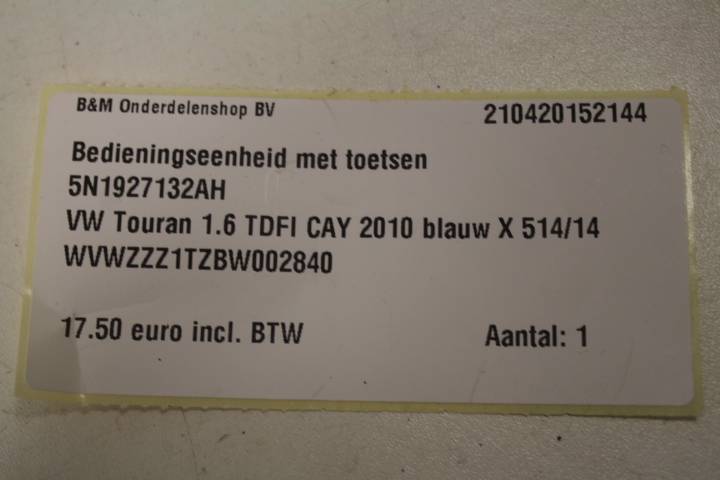 B&M Onderdelenshop BV 210420152144
Bedieningseenheid met toetsen
5N1927132AH
VW Touran 1.6 TDFI CAY 2010 blauw X 514/14
WVWZZZ1TZBW002840
17.50 euro incl. BTW Aantal: 1